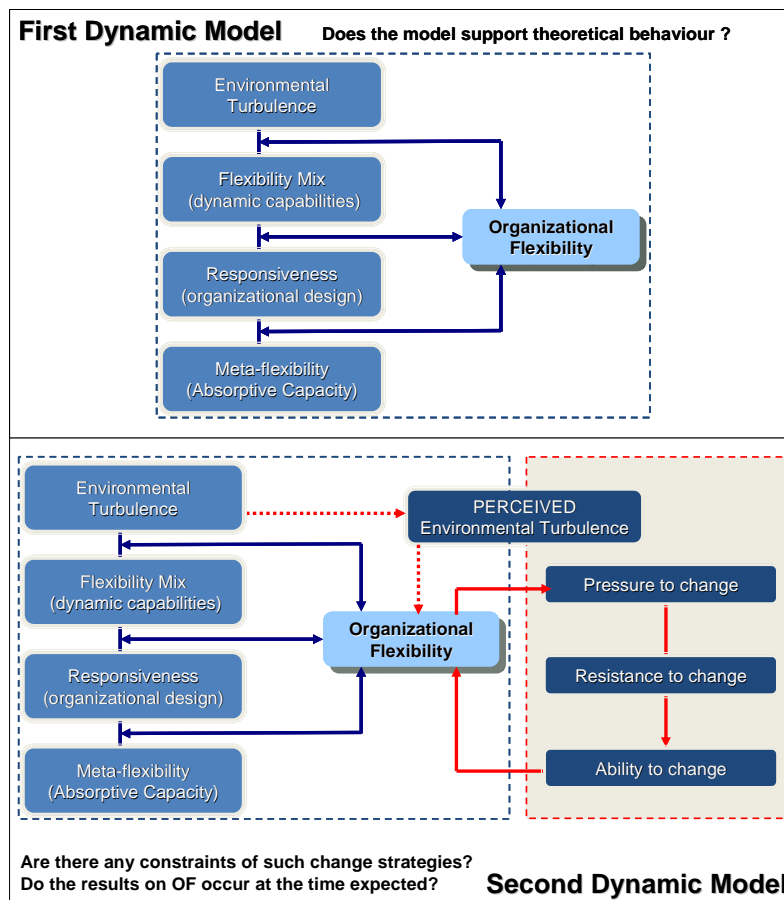 First Dynamic Model
Does the model support theoretical behaviour ?
Environmental
Turbulence
Flexibility Mix
(dynamic capabilities)
Organizational
Flexibility
Responsiveness
(organizational design)
Meta-flexibility
(Absorptive Capacity)
Environmental
Turbulence
PERCEIVED
Environmental Turbulence
Flexibility Mix
(dynamic capabilities)
Pressure to change
Organizational
Flexibility
Responsiveness
(organizational design)
Resistance to change
Meta-flexibility
(Absorptive Capacity)
Ability to change
Are there any constraints of such change strategies?
Do the results on OF occur at the time expected?
Second Dynamic Model